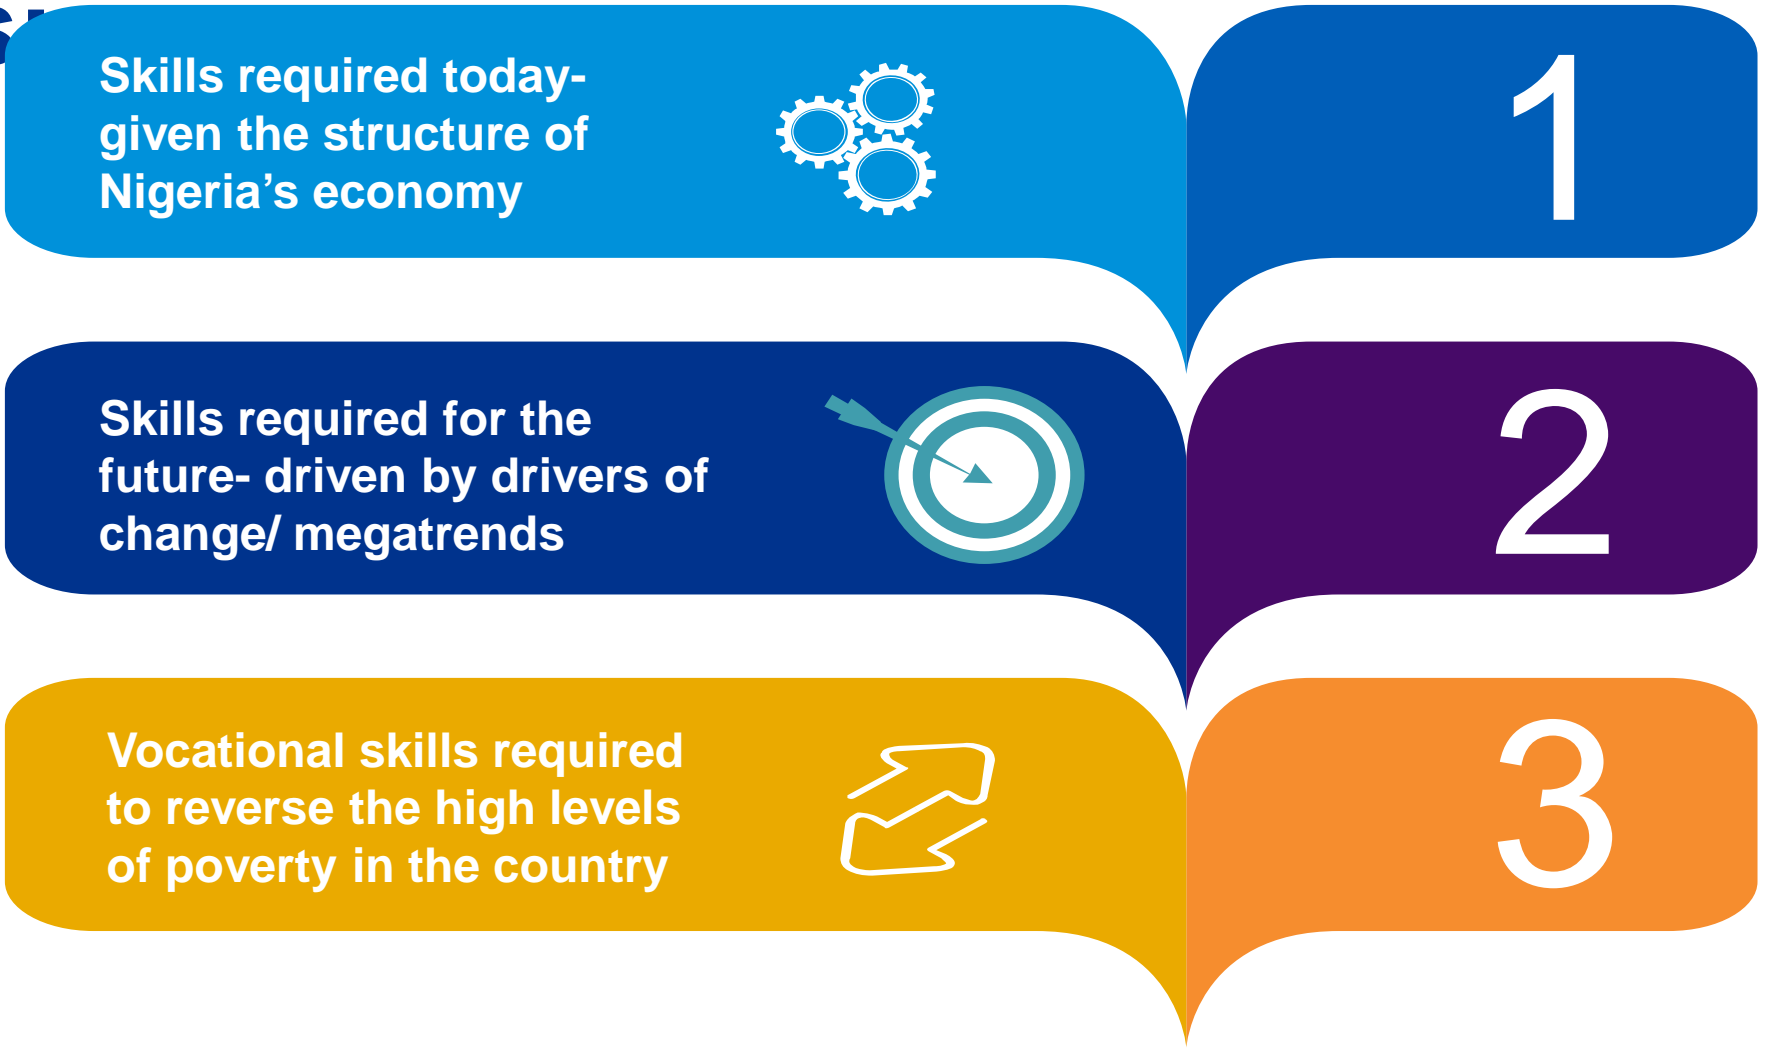 Skills required today-
given the structure of
Nigeria’s economy
1
Skills required for the
future- driven by drivers of
change/ megatrends
2
Vocational skills required
to reverse the high levels
of poverty in the country
3